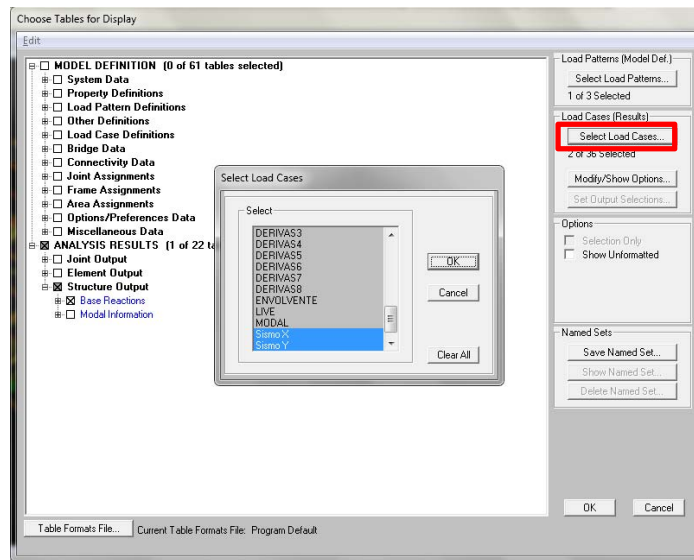 Choose Tables for Display
Edit
MODEL DEFINITION (0 of 61 tables selected)
System Data
Property Definitions
Load Pattern Definitions
Other Definitions
Load Case Definitions
Bridge Data
Connectivity Data
Joint Assignments
Frame Assignments
Area Assignments
Options/Preferences Data
Miscellaneous Data
ANALYSIS RESULTS (1 of 22 ta
Joint Output
Element Output
Structure Output
Base Reactions
Modal Information
Select Load Cases
Select
DERIVAS3
DERIVAS4
DERIVAS5
DERIVAS6
DERIVAS7
DERIVAS8
ENVOLVENTE
LIVE
MODAL
Sismo X
Sismo Y
OK
Cancel
Clear All
Load Patterns (Model Def.)
Select Load Patterns...
1 of 3 Selected
Load Cases (Results)
Select Load Cases...
2 of 36 Selected
Modify/Show Options...
Set Output Selections...
Options
Selection Only
Show Unformatted
Named Sets
Save Named Set...
Show Named Set...
Delete Named Set...
OK
Cancel
Table Formats File...
Current Table Formats File: Program Default